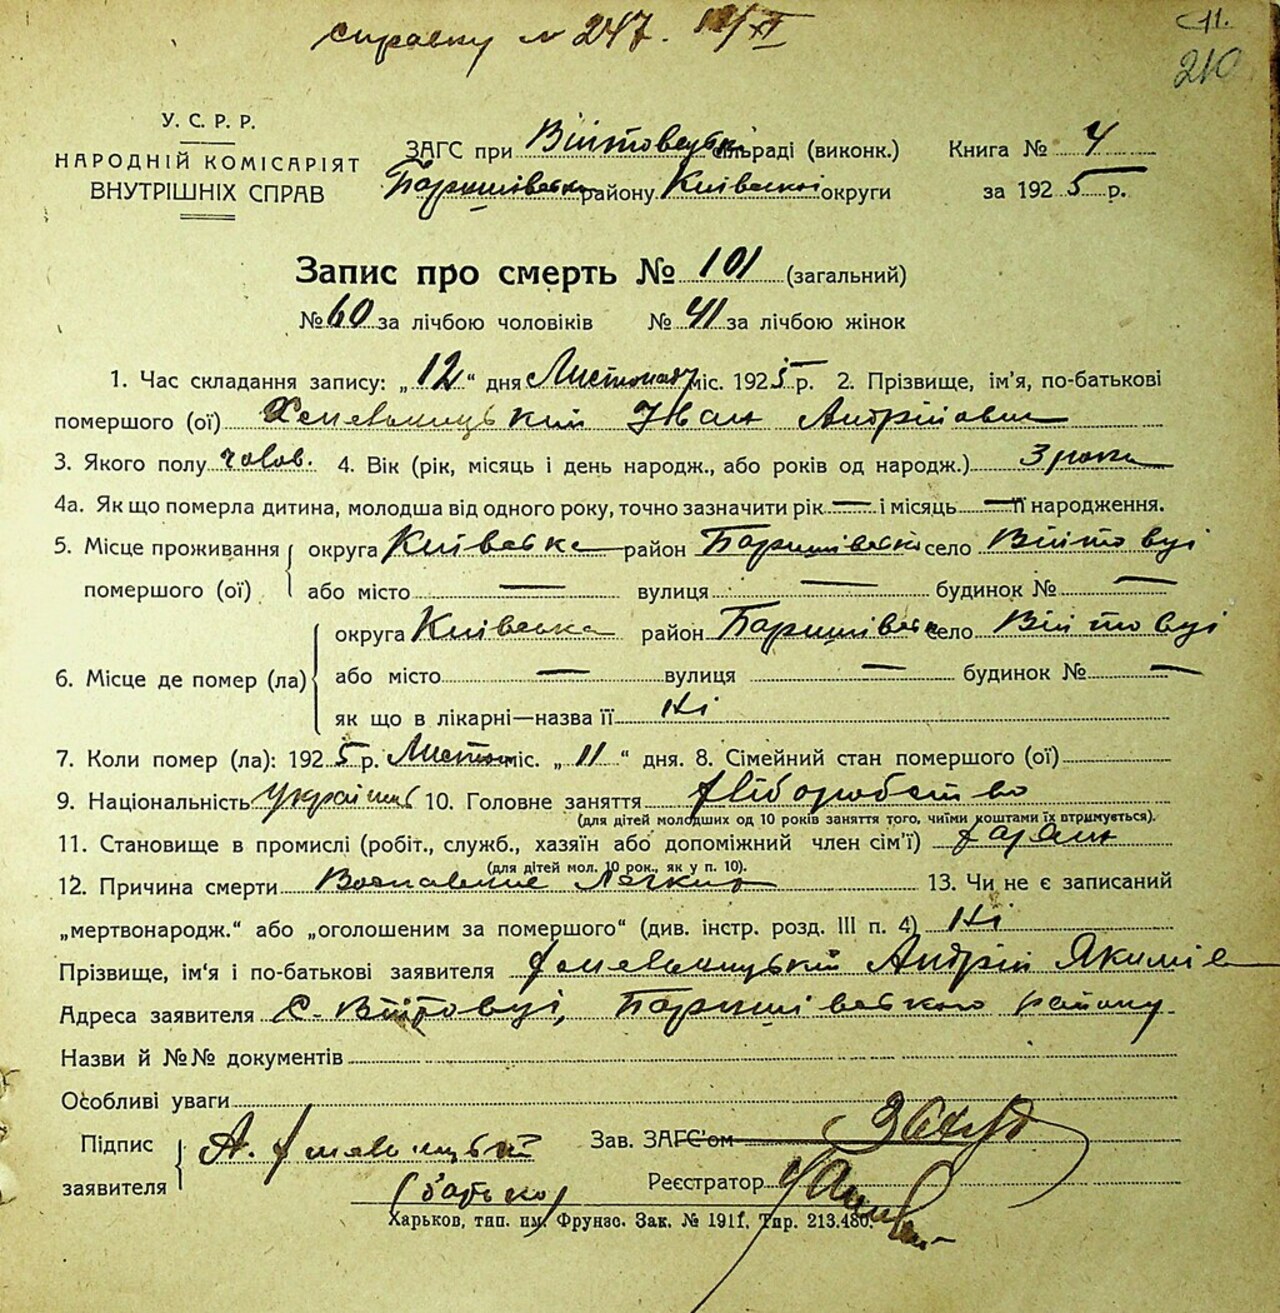 справку № 247. XI
11.
210
У. С. Р. Р.
НАРОДНІЙ КОМІСАРІЯТ
ВНУТРІШНІХ СПРАВ
ЗАГС при Війтовецькій сільраді (виконк.) Книга № 4
Баришівськ району Київської округи за 1925 р.
Запис про смерть № 101 (загальний)
№ 60 за лічбою чоловіків № 41 за лічбою жінок
1. Час складання запису: „12“ дня Листопад міс. 1925 р. 2. Прізвище, ім’я, по-батькові
помершого (ої) Хмельницький Іван Андрійович
3. Якого полу чолов. 4. Вік (рік, місяць і день народж., або років од народж.) 3 роки
4а. Як що померла дитина, молодша від одного року, точно зазначити рік — і місяць — її народження.
5. Місце проживання помершого (ої) округа Київська район Баришівськ село Війтовці
або місто — вулиця — будинок № —
6. Місце де помер (ла) округа Київська район Баришівськ село Війтовці
або місто — вулиця — будинок № —
як що в лікарні—назва її Ні
7. Коли помер (ла): 1925 р. Листоп міс. „11“ дня. 8. Сімейний стан помершого (ої)
9. Національність Українець 10. Головне заняття Хліборобство
(для дітей молодших од 10 років заняття того, чиїми коштами їх втримується).
11. Становище в промислі (робіт., служб., хазяїн або допоміжний член сім’ї)
(для дітей мол. 10 рок., як у п. 10).
12. Причина смерти Воспаление Легких 13. Чи не є записаний
„мертвонародж.“ або „оголошеним за помершого“ (див. інстр. розд. III п. 4) Ні
Прізвище, ім‘я і по-батькові заявителя Хмельницький Андрій Якимів
Адреса заявителя с. Війтовці, Баришівського району
Назви й №№ документів
Особливі уваги
Підпис заявителя А. Хмельницький
(батько)
Зав. ЗАГС’ом
Реєстратор
Харьков, тип. им. Фрунзе. Зак. № 1911, Тир. 213.480.